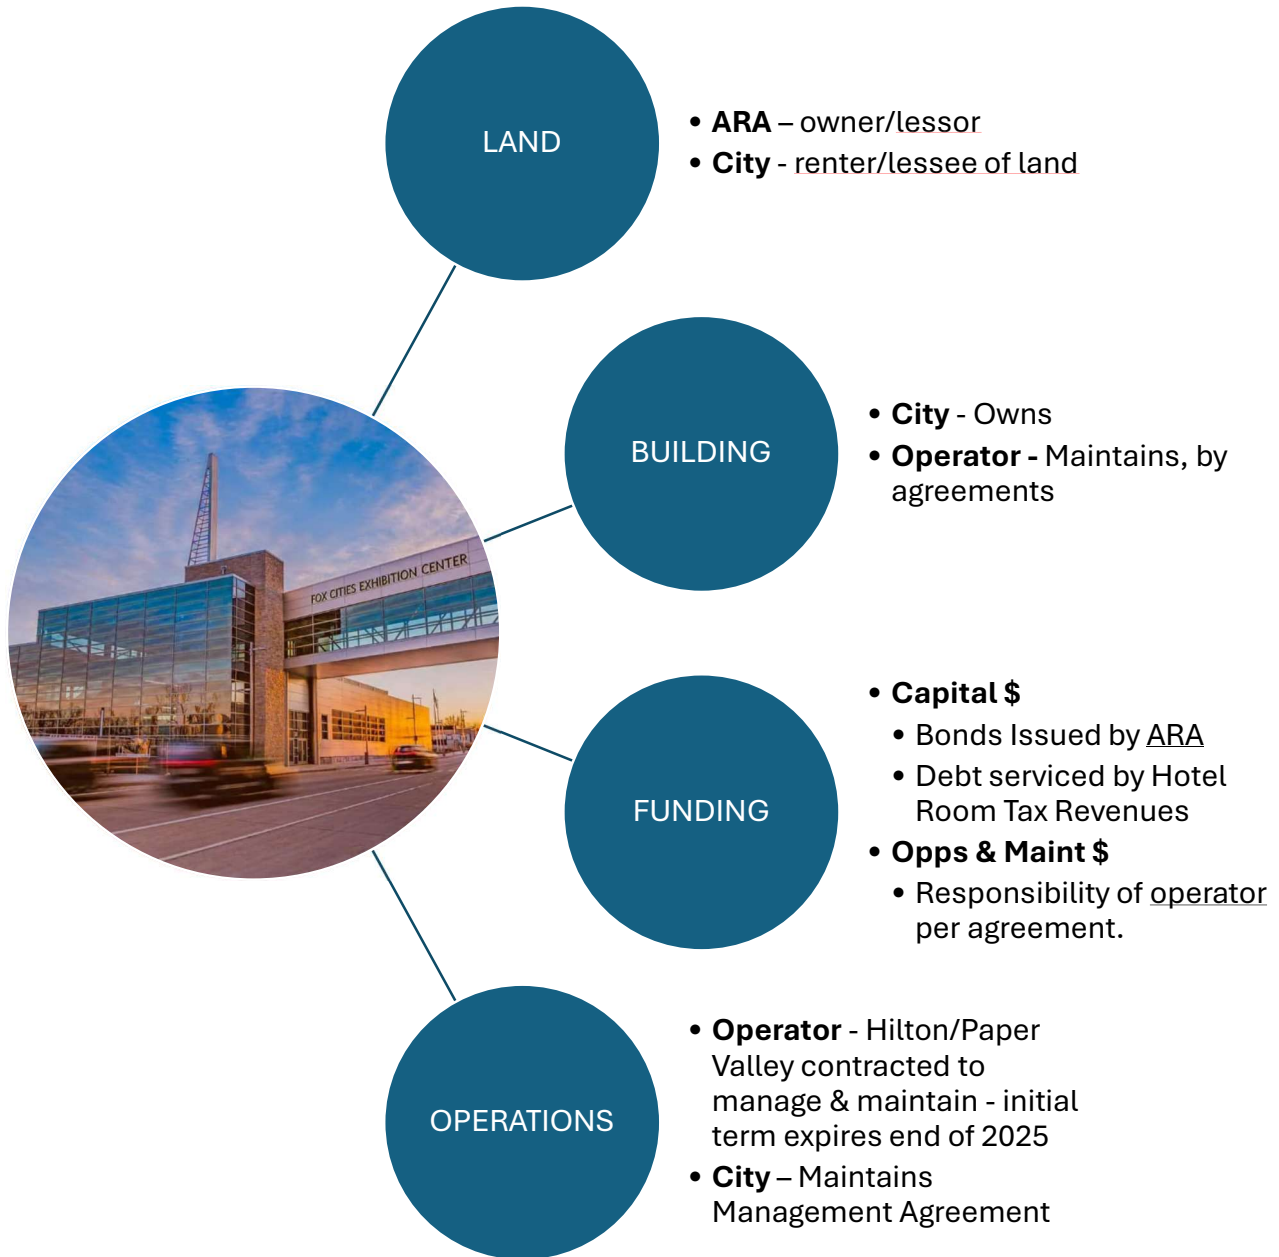 LAND
• ARA – owner/lessor
• City - renter/lessee of land
BUILDING
• City - Owns
• Operator - Maintains, by
agreements
FOX CITIES EXHIBITION CENTER
FUNDING
• Capital $
• Bonds Issued by ARA
• Debt serviced by Hotel
Room Tax Revenues
• Opps & Maint $
• Responsibility of operator
per agreement.
OPERATIONS
• Operator - Hilton/Paper
Valley contracted to
manage & maintain - initial
term expires end of 2025
• City – Maintains
Management Agreement